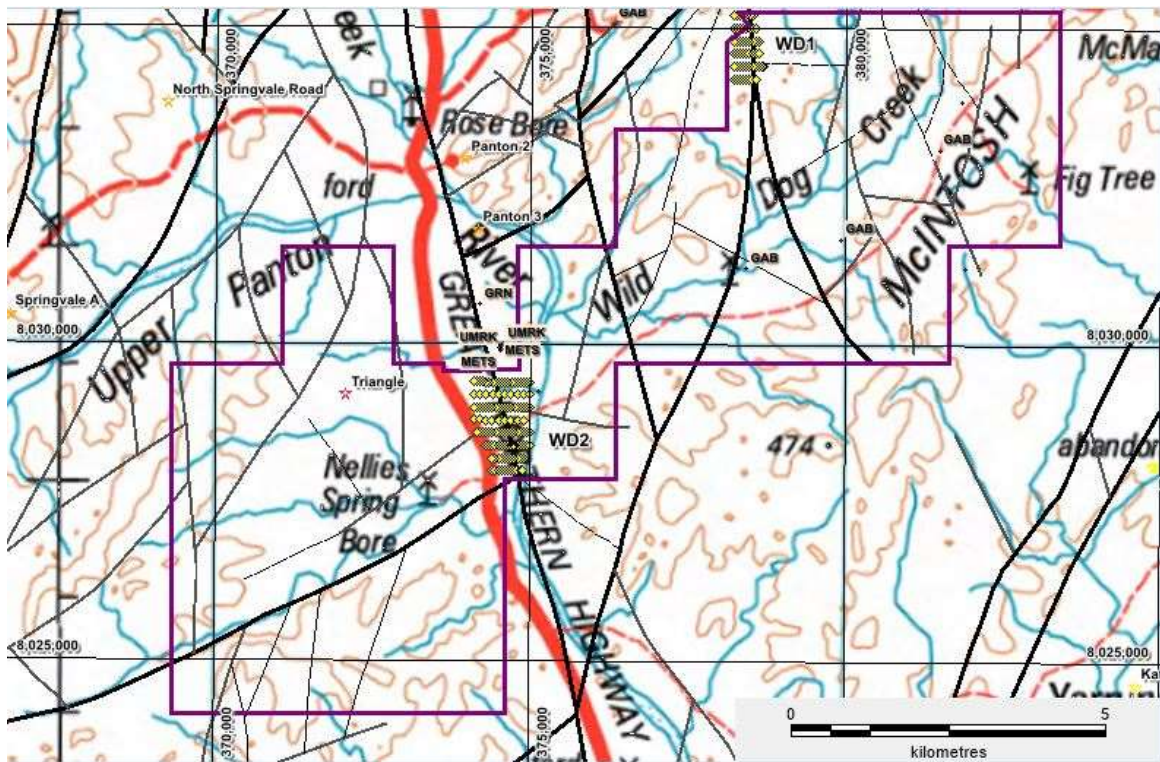 GAB
WD1
370,000
375,000
380,000
McMa
eek
North Springvale Road
Rose Bore
Panton 2
ford
Creek
GAB
Fig Tree
Dog
McINTOSH
Panton 3
River
GAB
GAB
Panton
Wild
GRN
Springvale A
GRE
8,030,000
UMRK
UMRK
METS
METS
8,030,000
Upper
Triangle
WD2
474
abandon
Nellies
Spring
Bore
HERN
HIGHWAY
8,025,000
8,025,000
Ka
370,000
375,000
0
5
kilometres